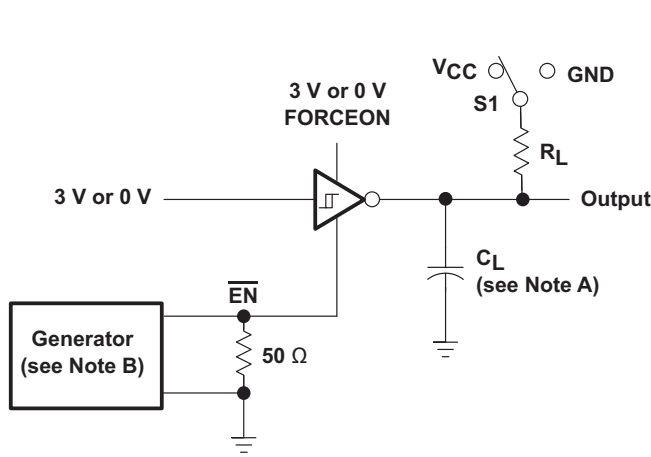 VCC
GND
S1
3 V or 0 V
FORCEON
RL
3 V or 0 V
Output
CL
(see Note A)
EN
Generator
(see Note B)
50 Ω